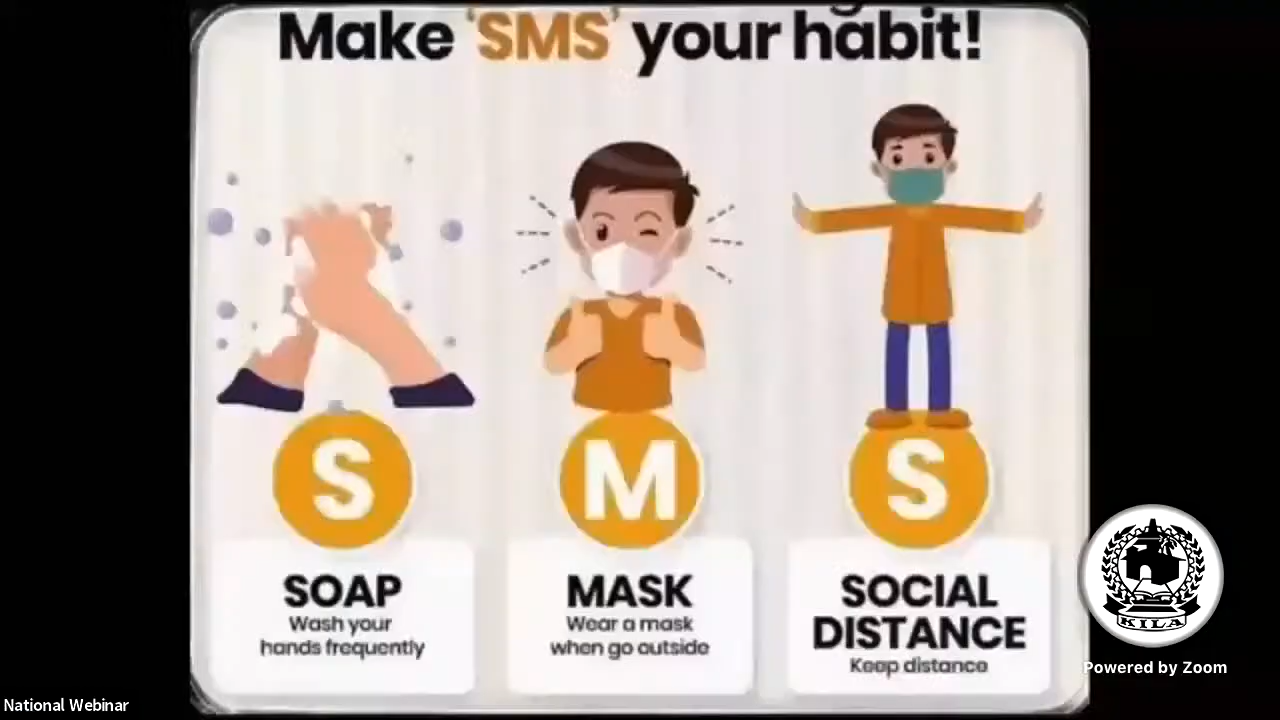 Make 'SMS' your habit!
S
M
S
SOAP
Wash your
hands frequently
MASK
Wear a mask
when go outside
SOCIAL
DISTANCE
Keep distance
KILA
Powered by Zoom
National Webinar